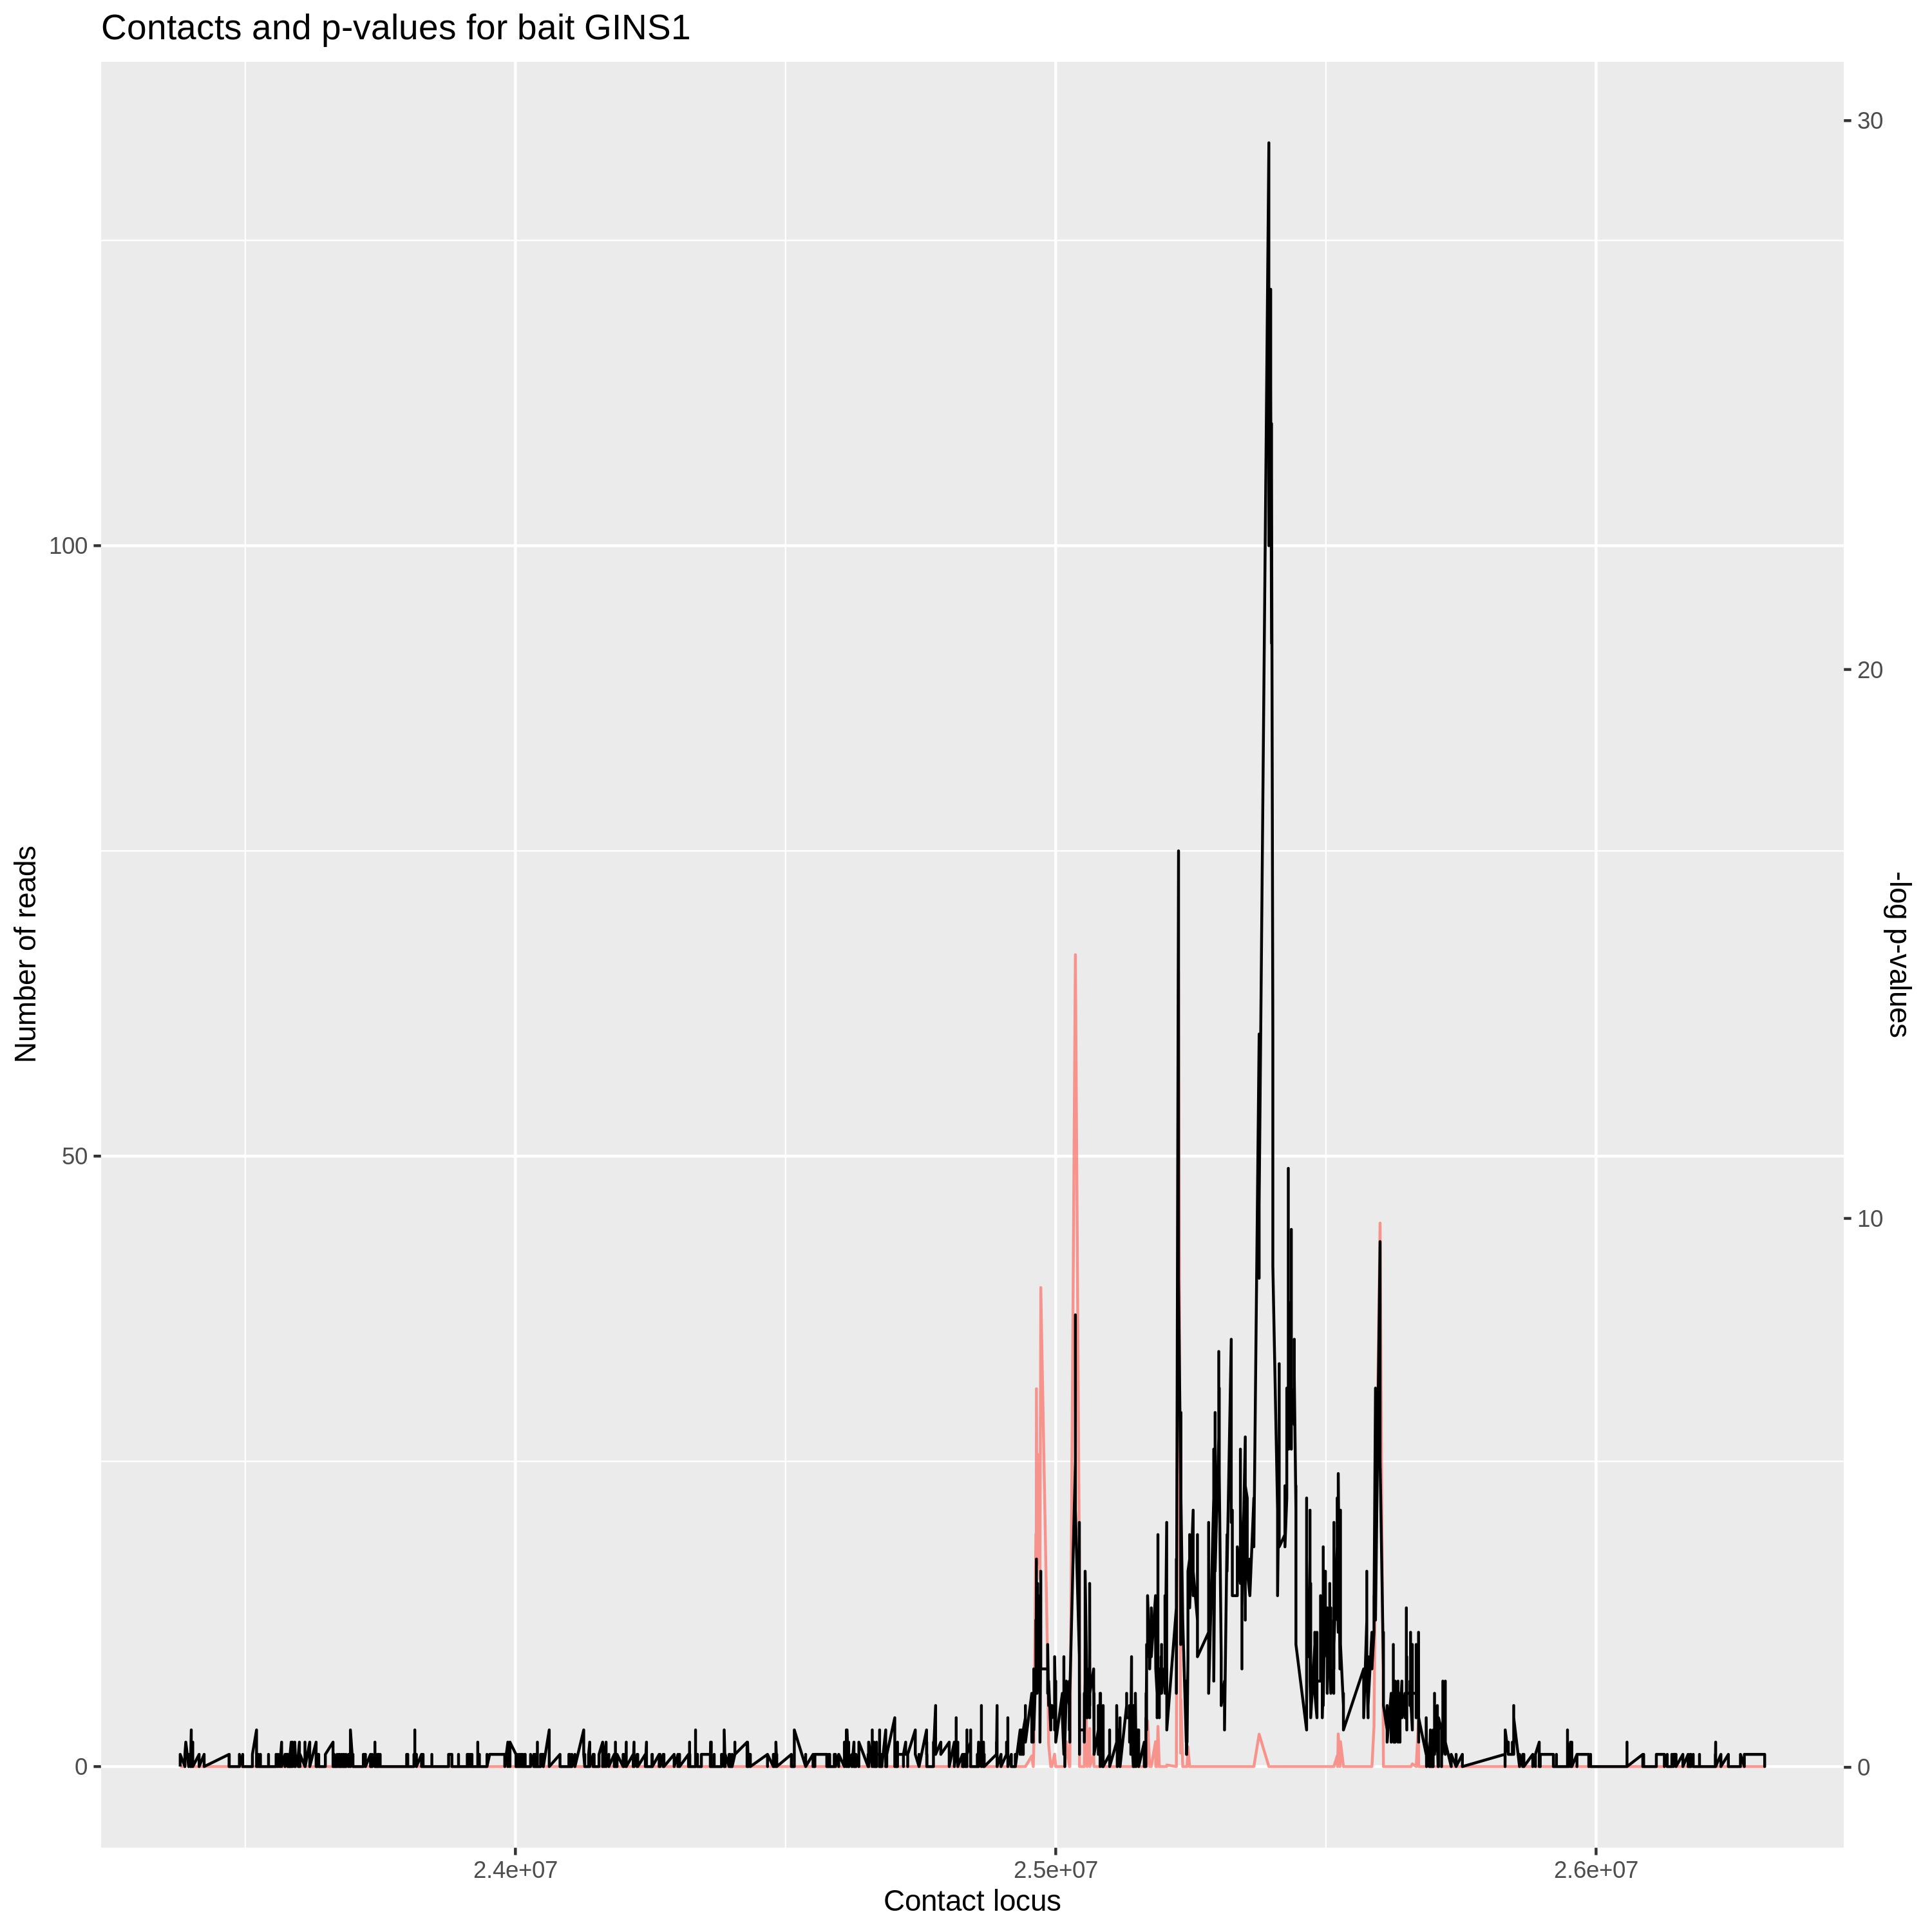 Contacts and p-values for bait GINS1
Number of reads
100
50
0
30
20
10
0
-log p-values
2.4e+07
2.5e+07
2.6e+07
Contact locus